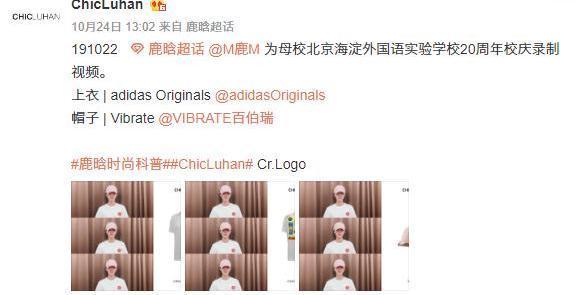 ChicLuhan
CHICLUHAN
10月24日 13:02 来自 鹿晗超话
191022 鹿晗超话 @M鹿M 为母校北京海淀外国语实验学校20周年校庆录制
视频。
上衣 | adidas Originals @adidasOriginals
帽子 | Vibrate @VIBRATE百伯瑞
#鹿晗时尚科普##ChicLuhan# Cr.Logo